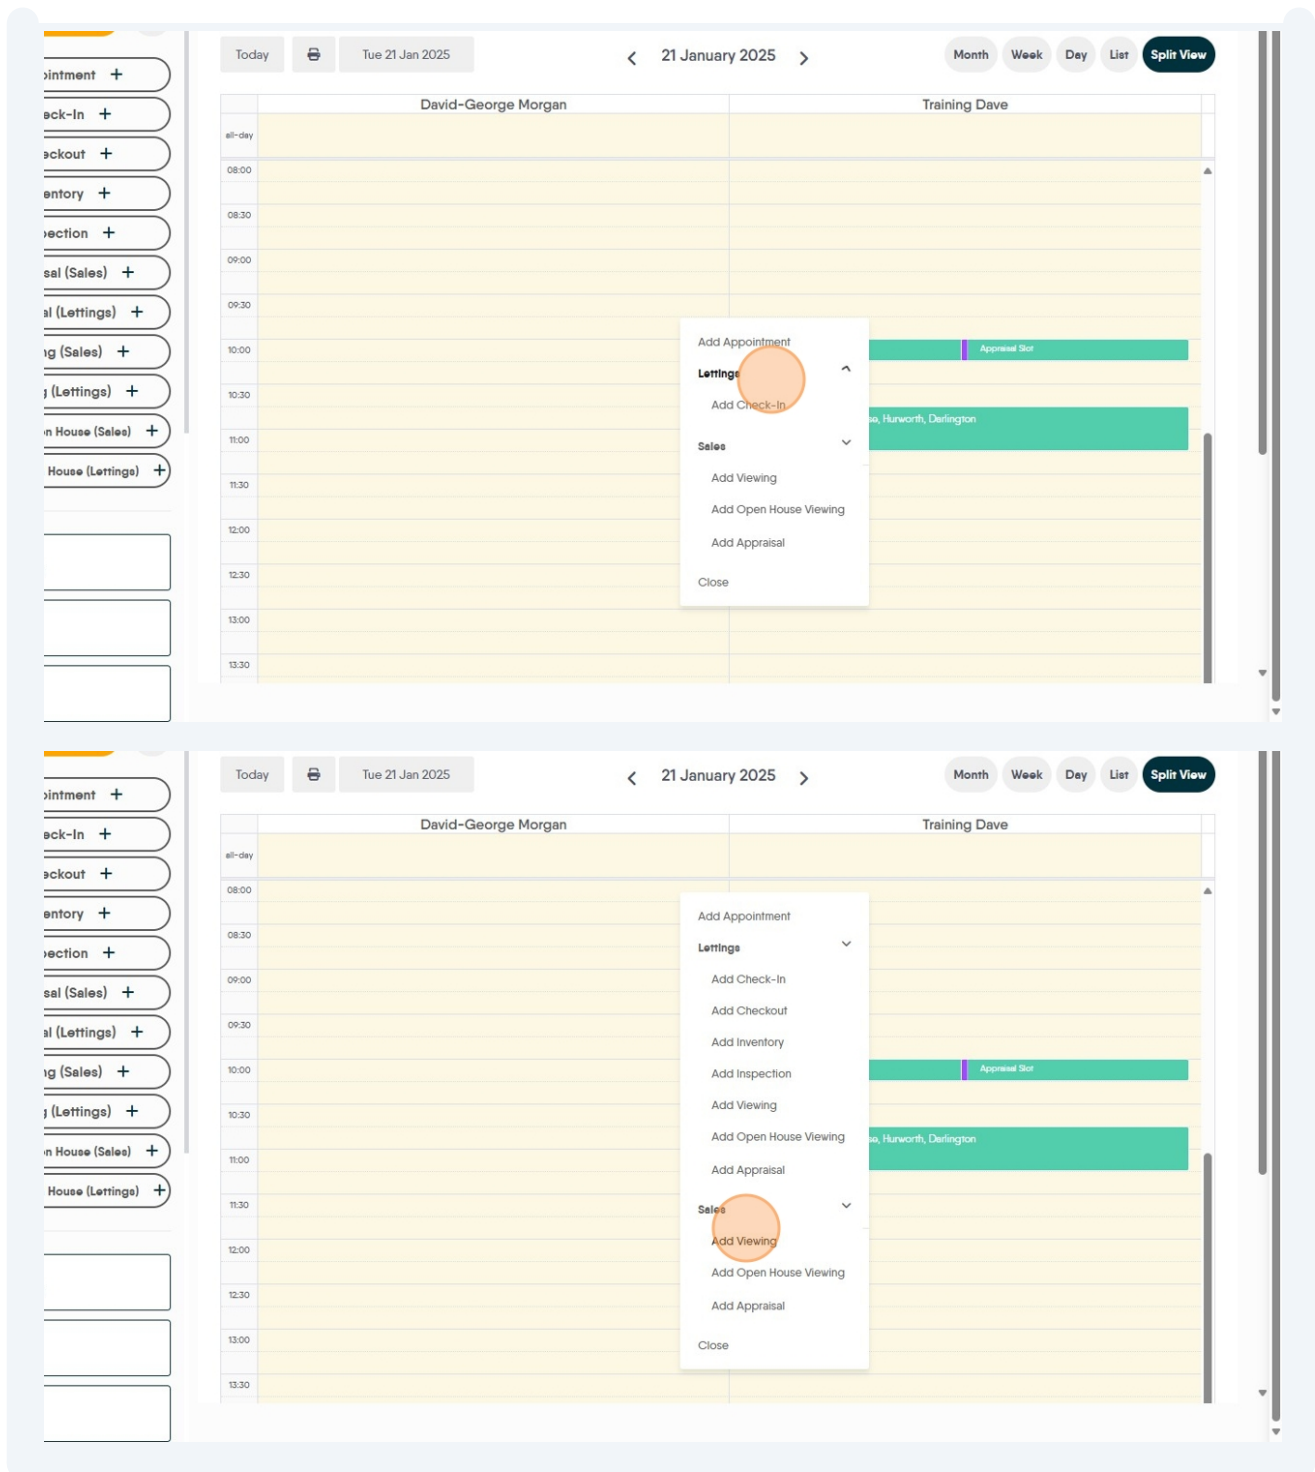 Today Tue 21 Jan 2025 21 January 2025 Month Week Day List Split View
ointment +
eck-In +
eckout +
entory +
ection +
sal (Sales) +
al (Lettings) +
ng (Sales) +
g (Lettings) +
n House (Sales) +
House (Lettings) +
David-George Morgan Training Dave
all-day
08:00
08:30
09:00
09:30
10:00
10:30
11:00
11:30
12:00
12:30
13:00
13:30
Add Appointment
Lettings
Add Check-In
Sales
Add Viewing
Add Open House Viewing
Add Appraisal
Close
Appraisal Slot
se, Hurworth, Darlington
Today Tue 21 Jan 2025 21 January 2025 Month Week Day List Split View
ointment +
eck-In +
eckout +
entory +
ection +
sal (Sales) +
al (Lettings) +
ng (Sales) +
g (Lettings) +
n House (Sales) +
House (Lettings) +
David-George Morgan Training Dave
all-day
08:00
08:30
09:00
09:30
10:00
10:30
11:00
11:30
12:00
12:30
13:00
13:30
Add Appointment
Lettings
Add Check-In
Add Checkout
Add Inventory
Add Inspection
Add Viewing
Add Open House Viewing
Add Appraisal
Sales
Add Viewing
Add Open House Viewing
Add Appraisal
Close
Appraisal Slot
se, Hurworth, Darlington